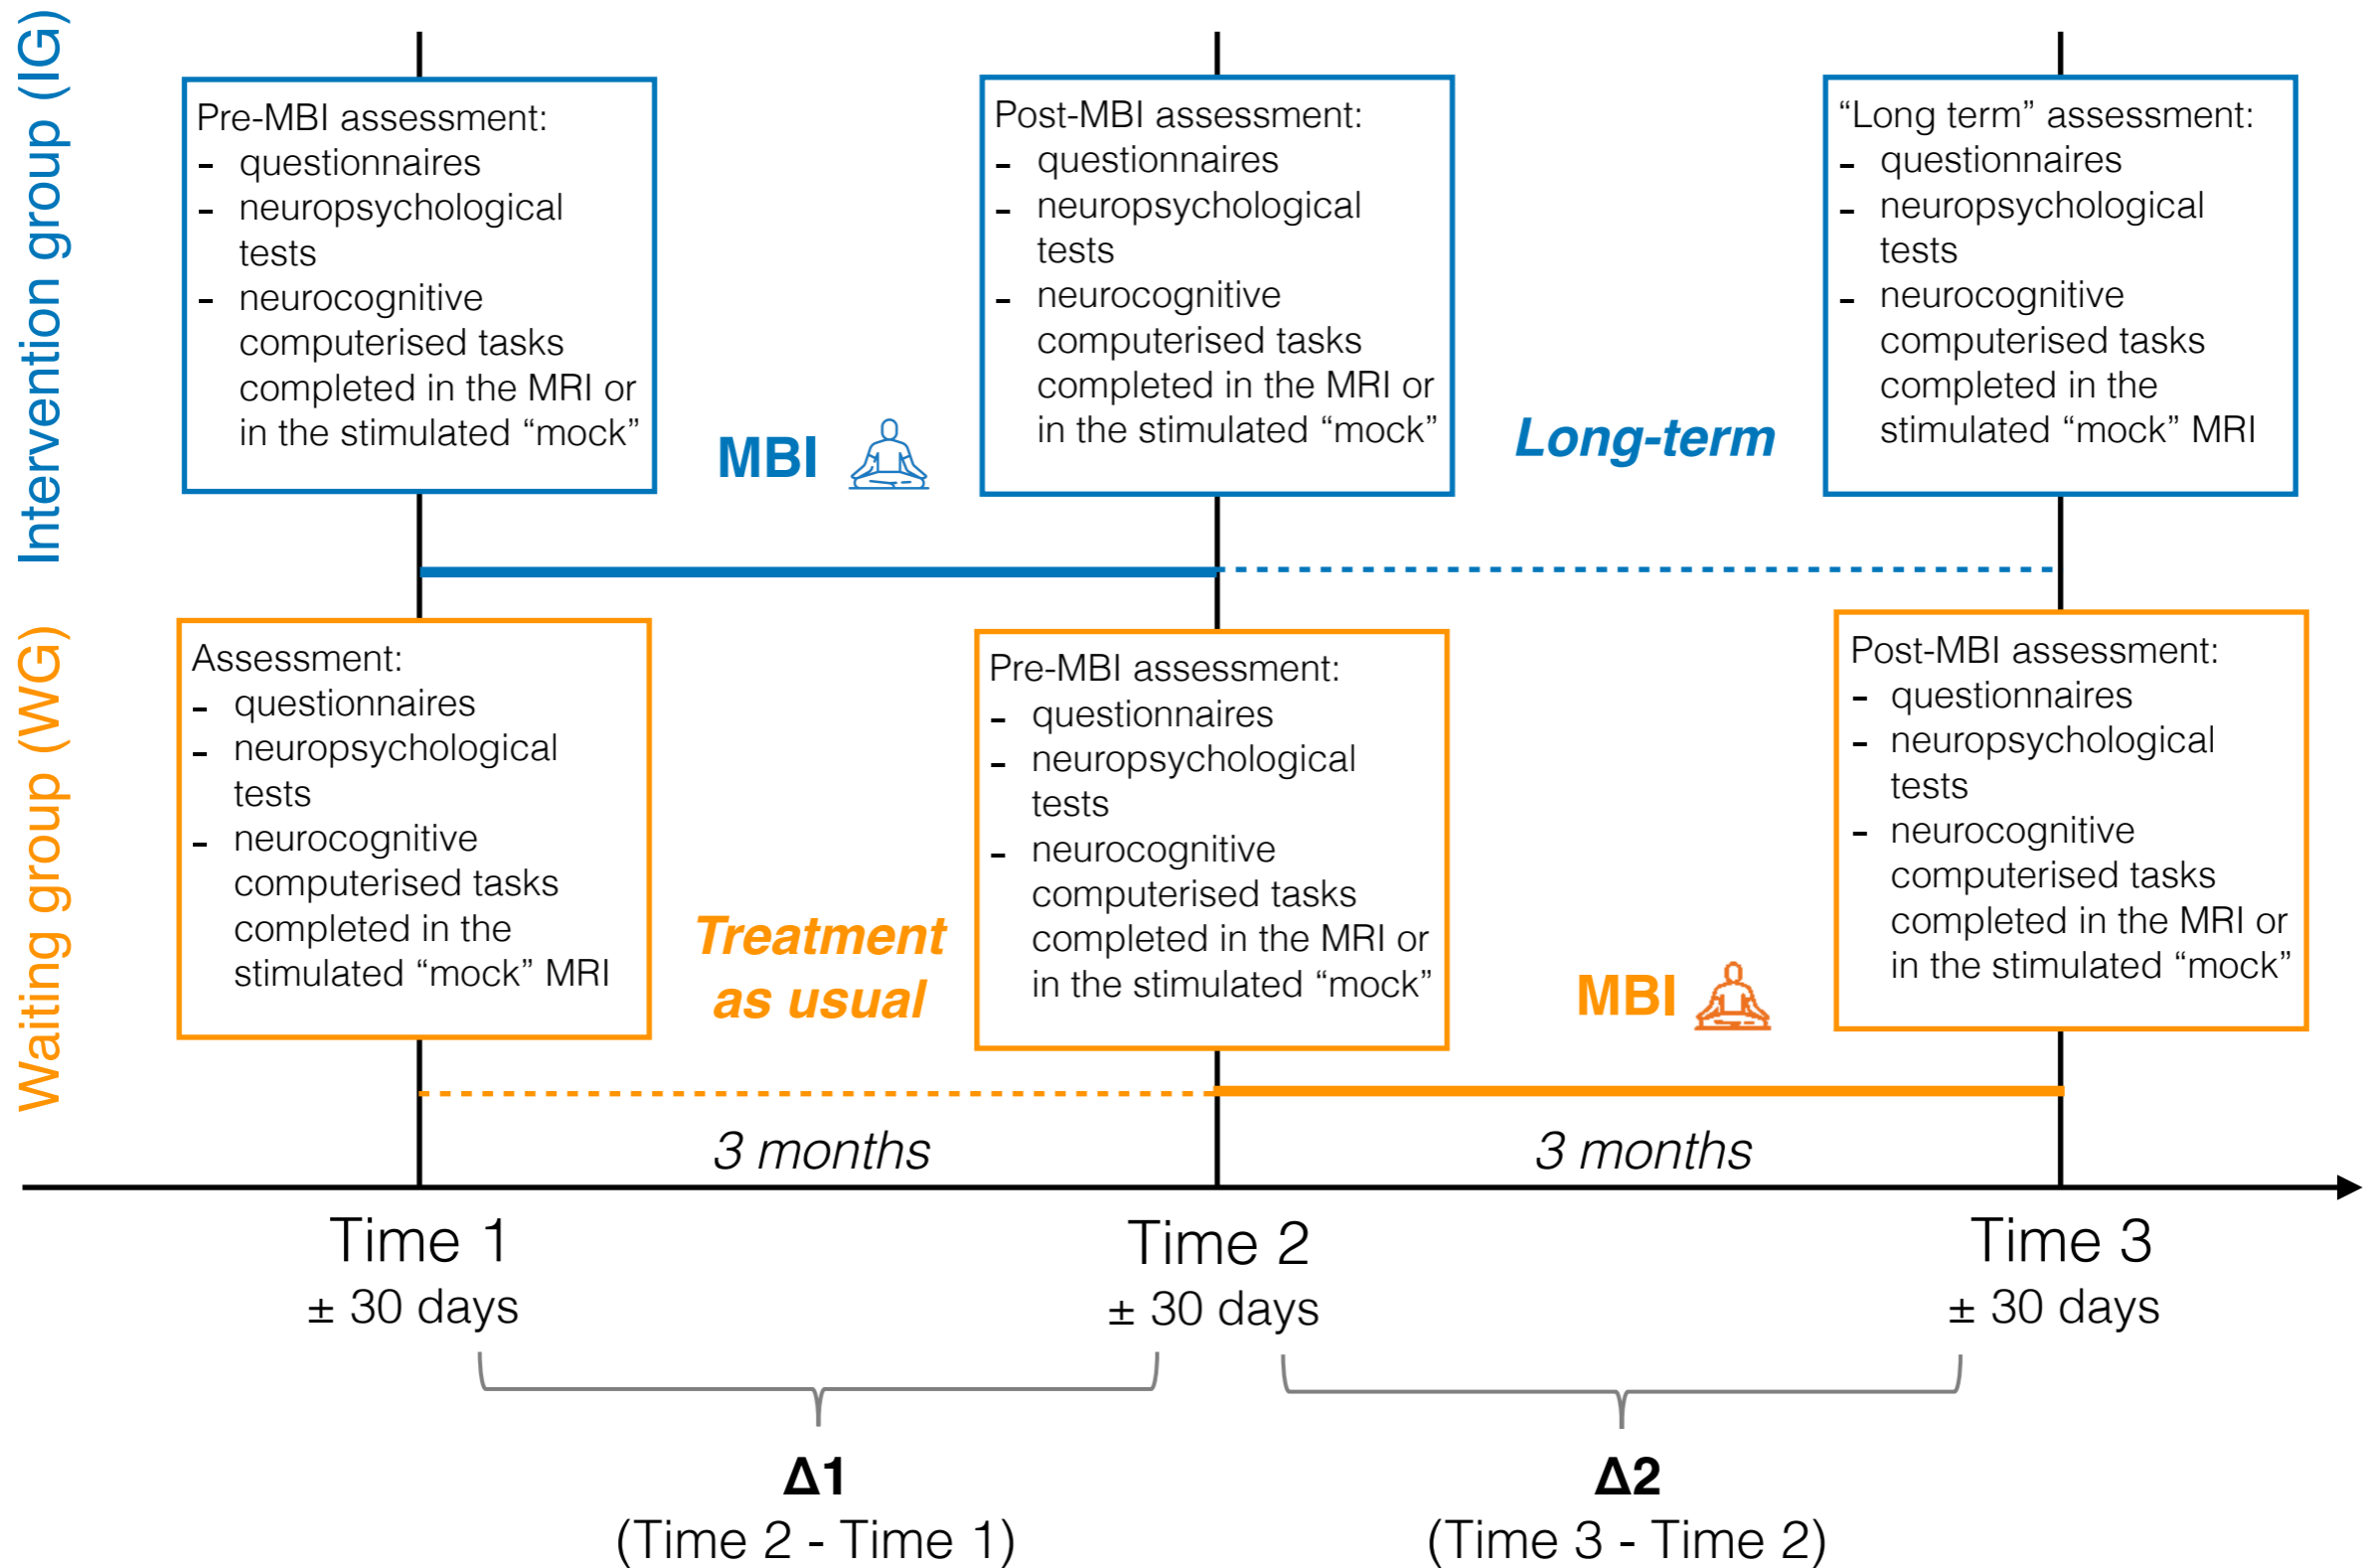 Intervention group (IG)
Pre-MBI assessment:
- questionnaires
- neuropsychological
tests
- neurocognitive
computerised tasks
completed in the MRI or
in the stimulated “mock”
MBI
Post-MBI assessment:
- questionnaires
- neuropsychological
tests
- neurocognitive
computerised tasks
completed in the MRI or
in the stimulated “mock”
Long-term
“Long term” assessment:
- questionnaires
- neuropsychological
tests
- neurocognitive
computerised tasks
completed in the
stimulated “mock” MRI
Waiting group (WG)
Assessment:
- questionnaires
- neuropsychological
tests
- neurocognitive
computerised tasks
completed in the
stimulated “mock” MRI
Treatment
as usual
Pre-MBI assessment:
- questionnaires
- neuropsychological
tests
- neurocognitive
computerised tasks
completed in the MRI or
in the stimulated “mock”
MBI
Post-MBI assessment:
- questionnaires
- neuropsychological
tests
- neurocognitive
computerised tasks
completed in the MRI or
in the stimulated “mock”
3 months
3 months
Time 1
± 30 days
Time 2
± 30 days
Time 3
± 30 days
Δ1
(Time 2 - Time 1)
Δ2
(Time 3 - Time 2)